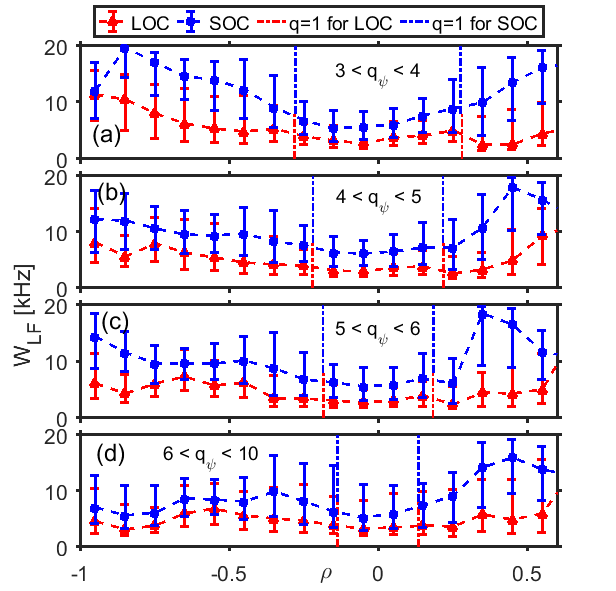 LOC SOC q=1 for LOC q=1 for SOC
20
10
0
(a)
3 < qψ < 4
20
10
0
(b)
4 < qψ < 5
20
10
0
(c)
5 < qψ < 6
20
10
0
(d)
6 < qψ < 10
WLF [kHz]
-1 -0.5 ρ 0 0.5